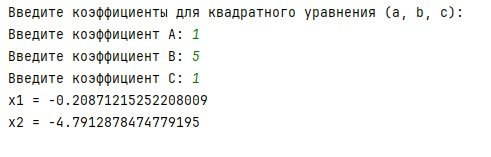 Введите коэффициенты для квадратного уравнения (a, b, c):
Введите коэффициент A: 1
Введите коэффициент B: 5
Введите коэффициент C: 1
x1 = -0.20871215252208009
x2 = -4.7912878474779195